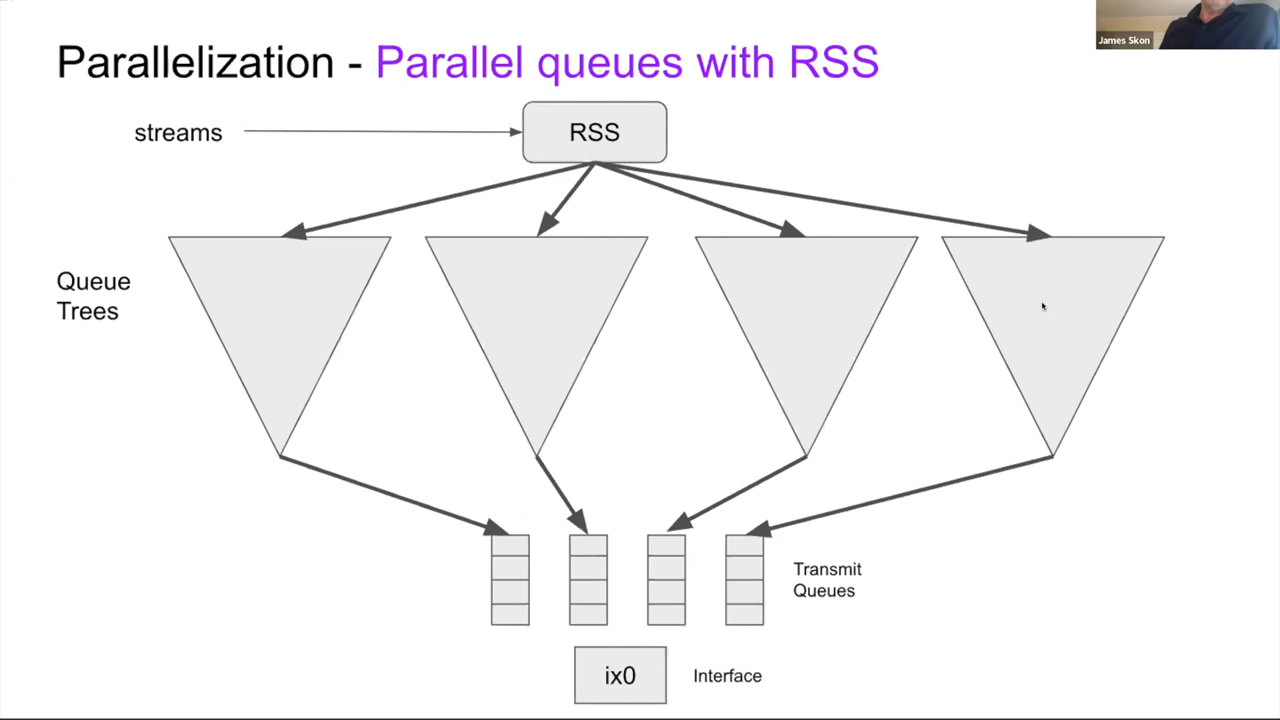 James Skon
Parallelization - Parallel queues with RSS
streams
RSS
Queue
Trees
Transmit
Queues
ix0
Interface